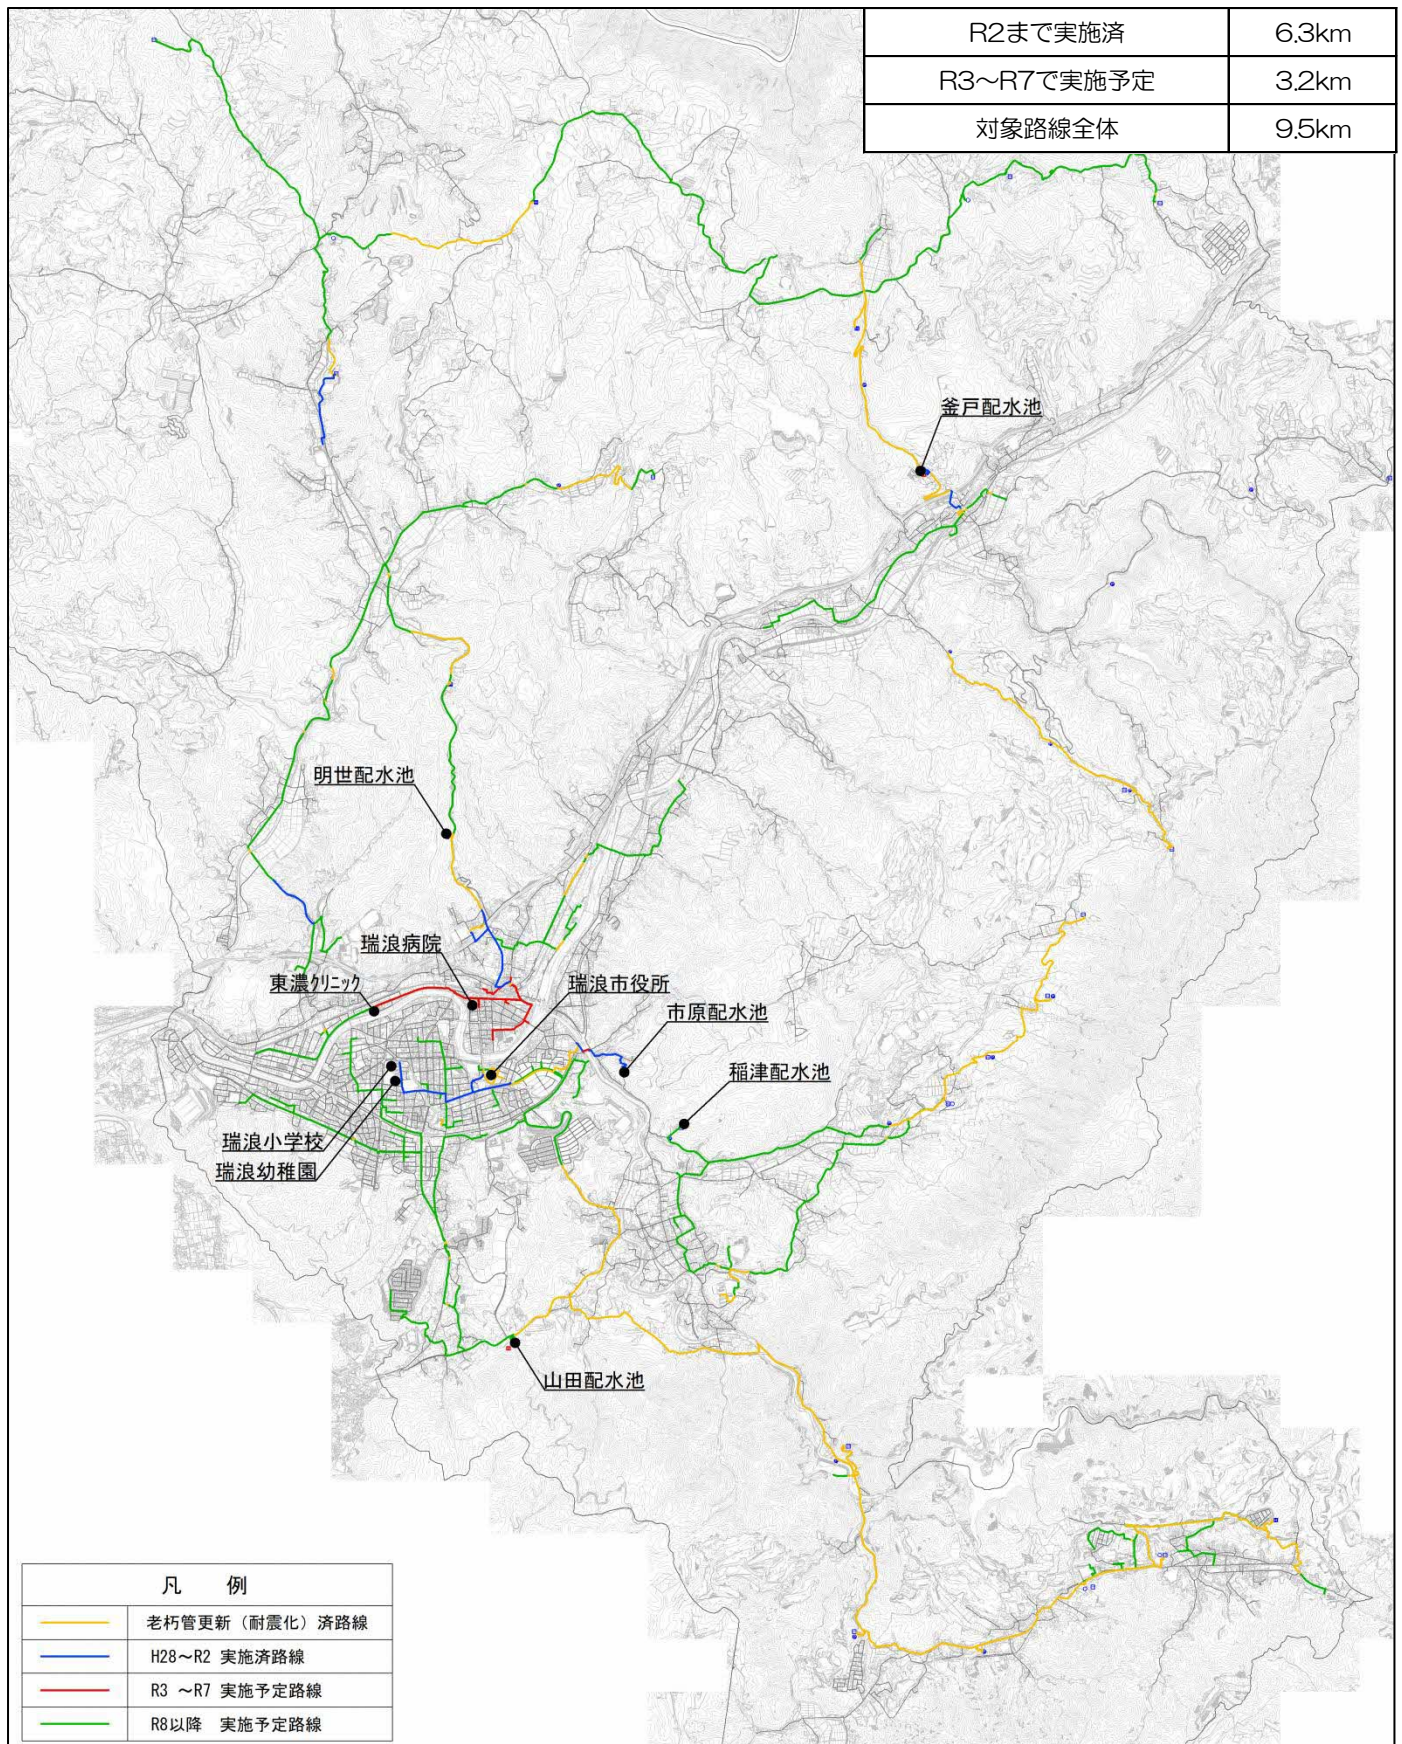 R2まで実施済 6.3km
R3～R7で実施予定 3.2km
対象路線全体 9.5km
釜戸配水池
明世配水池
瑞浪病院
東濃クリニック
瑞浪市役所
市原配水池
稲津配水池
瑞浪小学校
瑞浪幼稚園
山田配水池
凡 例
老朽管更新（耐震化）済路線
H28～R2 実施済路線
R3 ～R7 実施予定路線
R8以降 実施予定路線